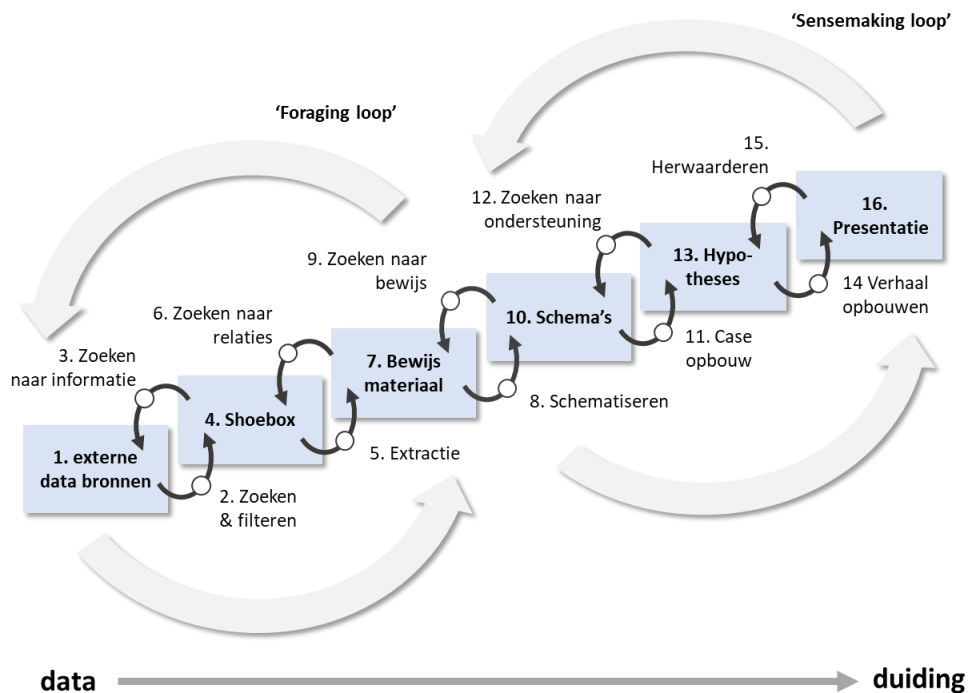 ‘Sensemaking loop’
‘Foraging loop’
15.
Herwaarderen
12. Zoeken naar
ondersteuning
16.
Presentatie
9. Zoeken naar
bewijs
13. Hypo-
theses
14 Verhaal
opbouwen
6. Zoeken naar
relaties
10. Schema’s
11. Case
opbouw
3. Zoeken
naar informatie
7. Bewijs
materiaal
8. Schematiseren
4. Shoebox
5. Extractie
1. externe
data bronnen
2. Zoeken
& filteren
data
duiding